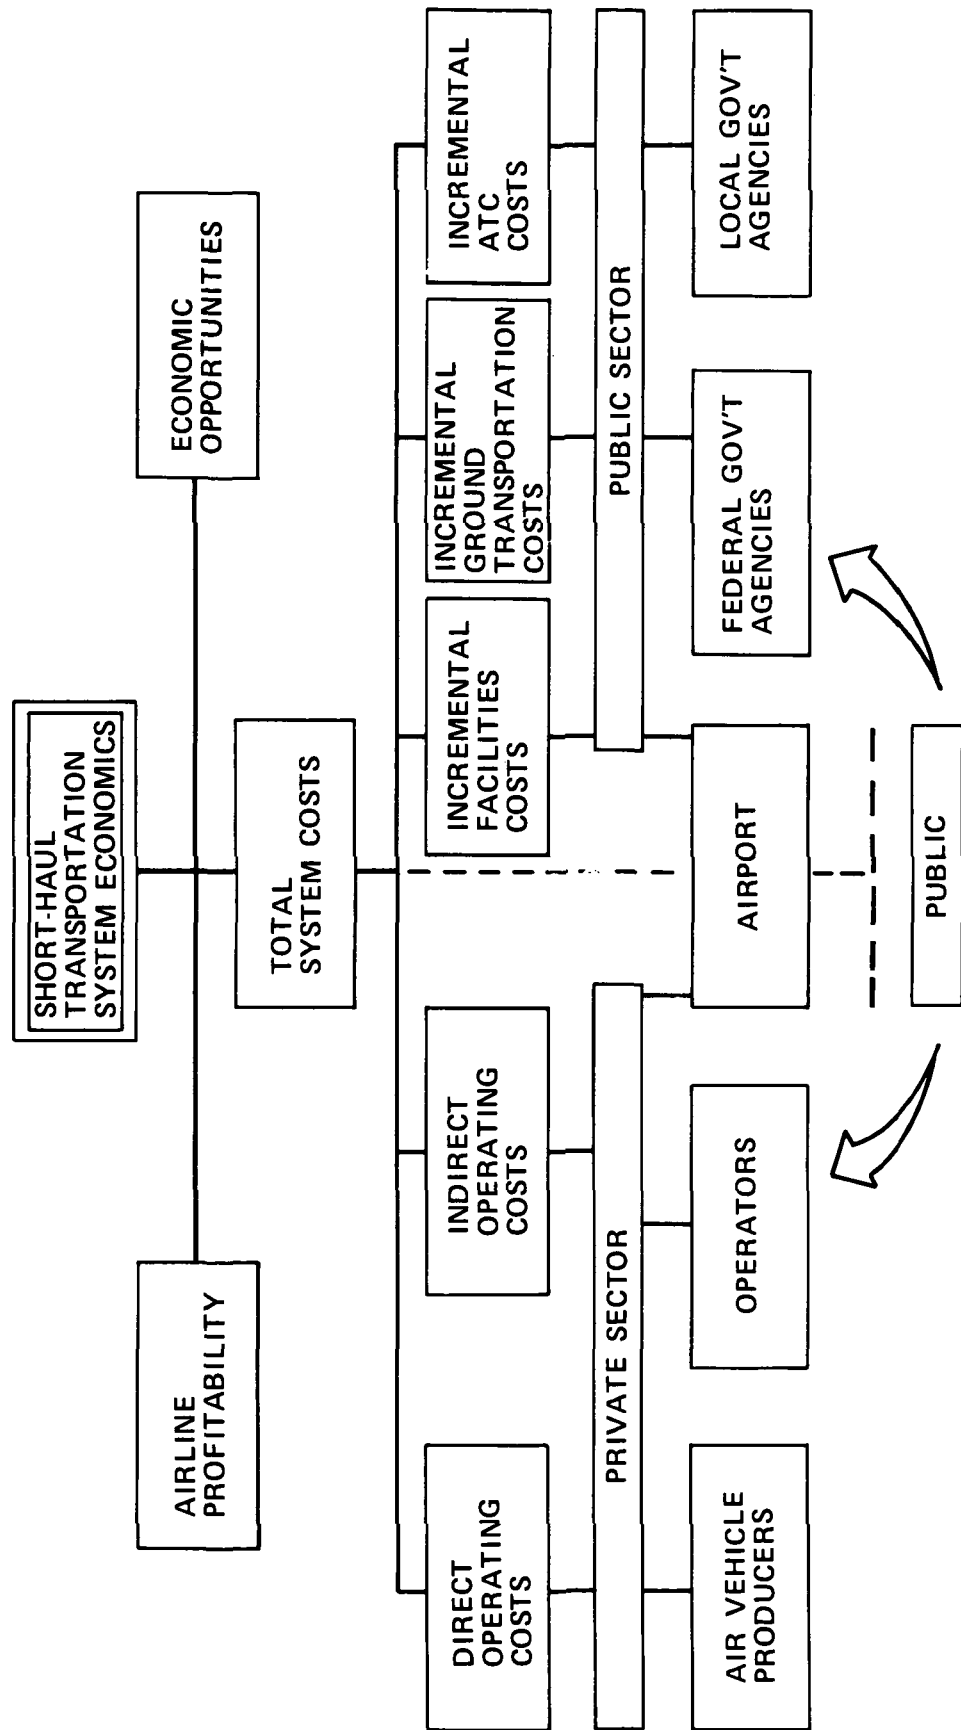 SHORT-HAUL
TRANSPORTATION
SYSTEM ECONOMICS
AIRLINE
PROFITABILITY
ECONOMIC
OPPORTUNITIES
TOTAL
SYSTEM COSTS
DIRECT
OPERATING
COSTS
INDIRECT
OPERATING
COSTS
INCREMENTAL
FACILITIES
COSTS
INCREMENTAL
GROUND
TRANSPORTATION
COSTS
INCREMENTAL
ATC
COSTS
PRIVATE SECTOR
PUBLIC SECTOR
AIR VEHICLE
PRODUCERS
OPERATORS
AIRPORT
FEDERAL GOV'T
AGENCIES
LOCAL GOV'T
AGENCIES
PUBLIC